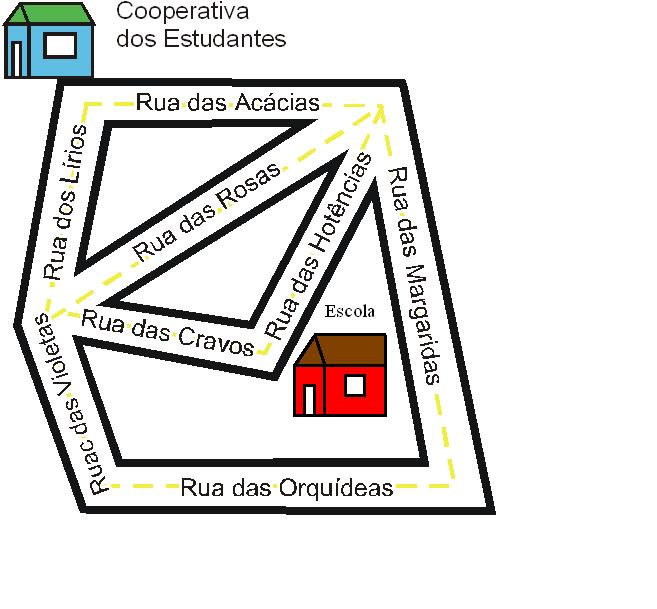 Cooperativa
dos Estudantes
Rua das Acácias
Rua dos Lírios
Rua das Rosas
Rua das Hotências
Rua das Margaridas
Escola
Rua das Cravos
Ruac das Violetas
Rua das Orquídeas